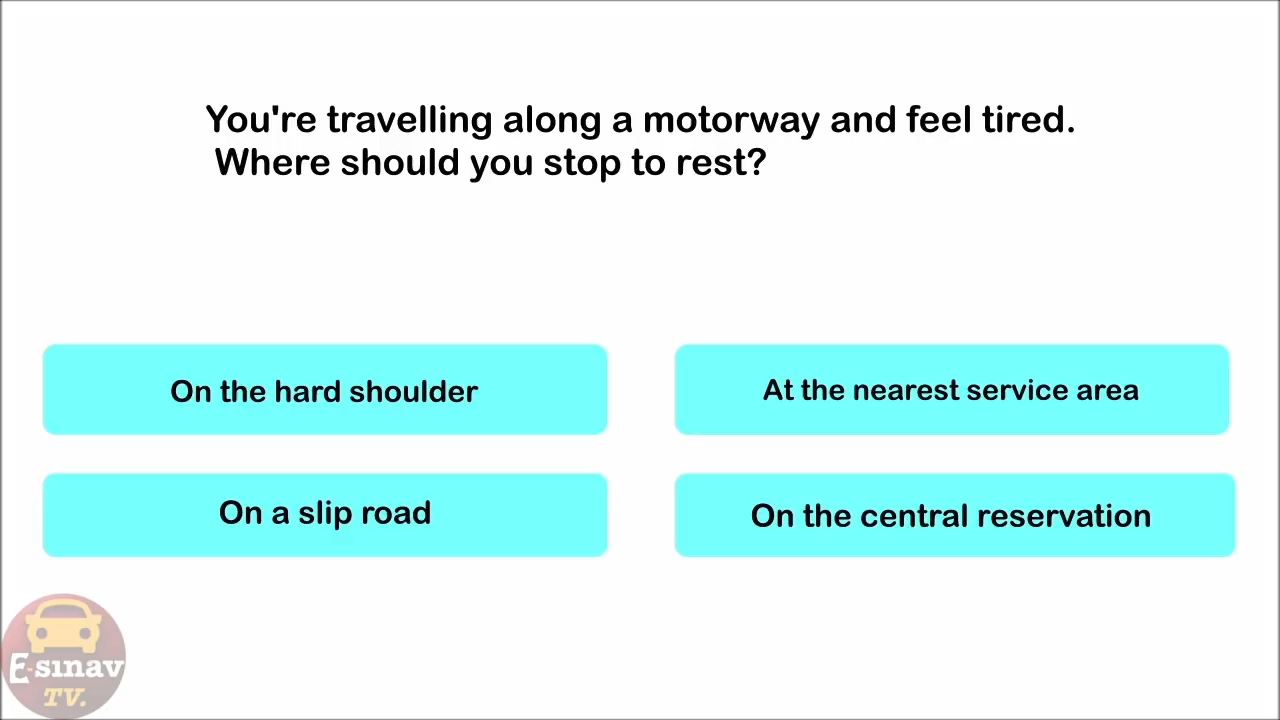 You're travelling along a motorway and feel tired.
Where should you stop to rest?
On the hard shoulder
At the nearest service area
On a slip road
On the central reservation
E-sınav
TV.